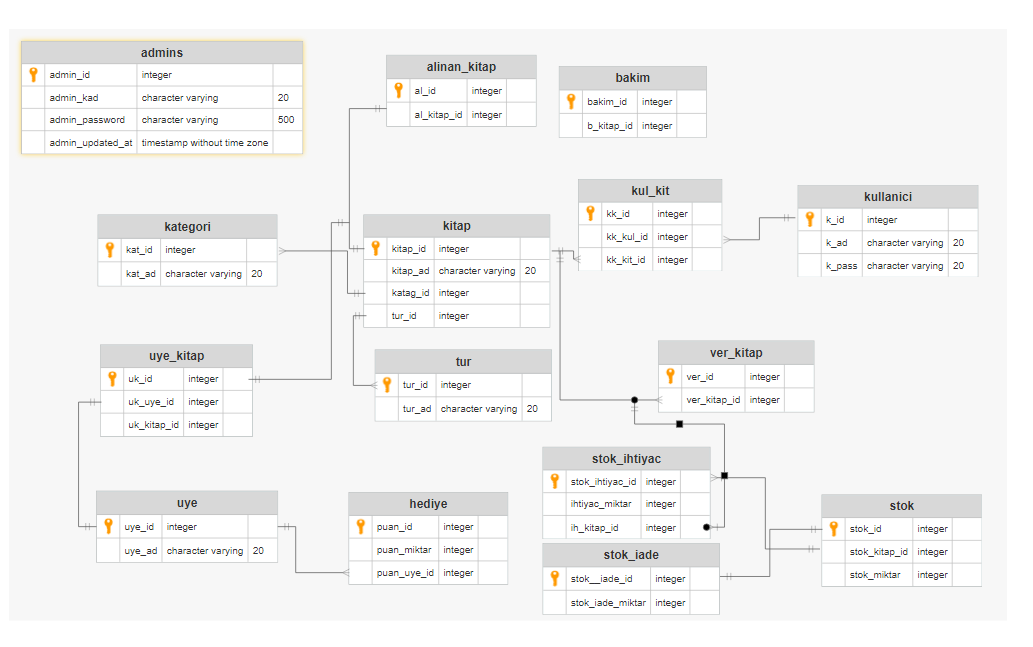 admins
admin_id integer
admin_kad character varying 20
admin_password character varying 500
admin_updated_at timestamp without time zone
alinan_kitap
al_id integer
al_kitap_id integer
bakim
bakim_id integer
b_kitap_id integer
kategori
kat_id integer
kat_ad character varying 20
kitap
kitap_id integer
kitap_ad character varying 20
katag_id integer
tur_id integer
kul_kit
kk_id integer
kk_kul_id integer
kk_kit_id integer
kullanici
k_id integer
k_ad character varying 20
k_pass character varying 20
uye_kitap
uk_id integer
uk_uye_id integer
uk_kitap_id integer
tur
tur_id integer
tur_ad character varying 20
ver_kitap
ver_id integer
ver_kitap_id integer
uye
uye_id integer
uye_ad character varying 20
hediye
puan_id integer
puan_miktar integer
puan_uye_id integer
stok_ihtiyac
stok_ihtiyac_id integer
ihtiyac_miktar integer
ih_kitap_id integer
stok_iade
stok__iade_id integer
stok_iade_miktar integer
stok
stok_id integer
stok_kitap_id integer
stok_miktar integer